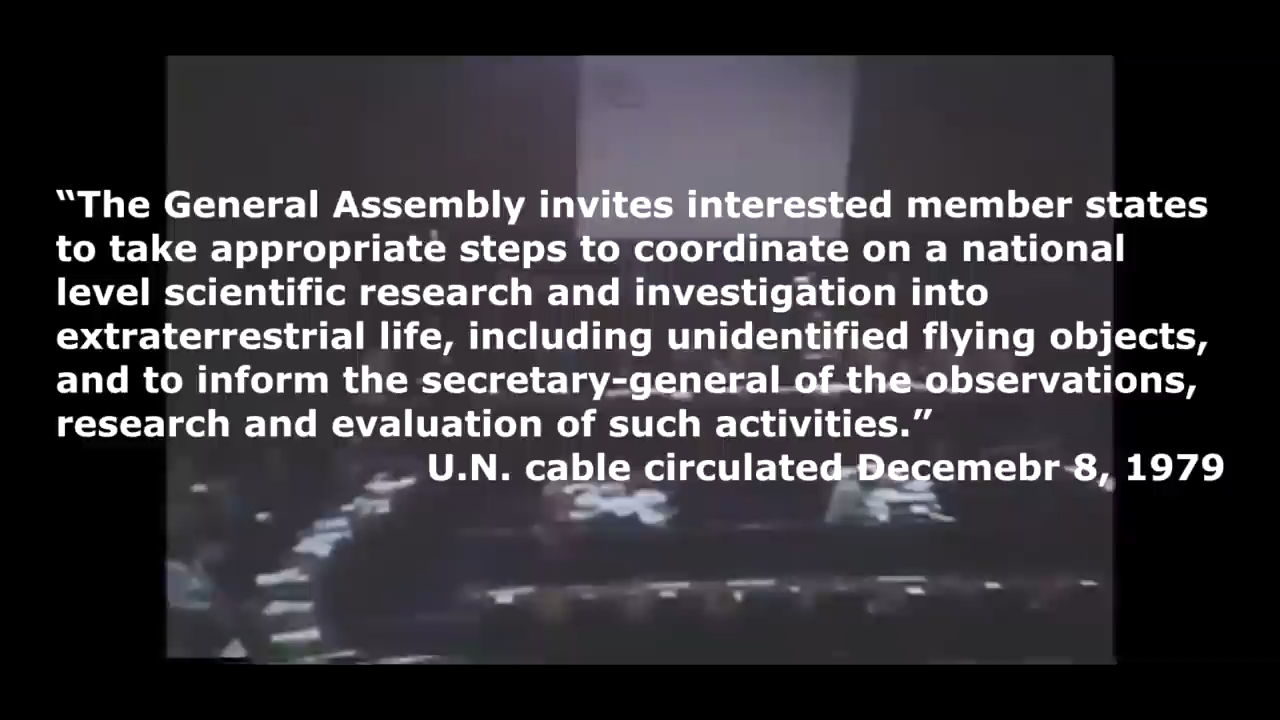 “The General Assembly invites interested member states
to take appropriate steps to coordinate on a national
level scientific research and investigation into
extraterrestrial life, including unidentified flying objects,
and to inform the secretary-general of the observations,
research and evaluation of such activities.”
U.N. cable circulated Decemebr 8, 1979